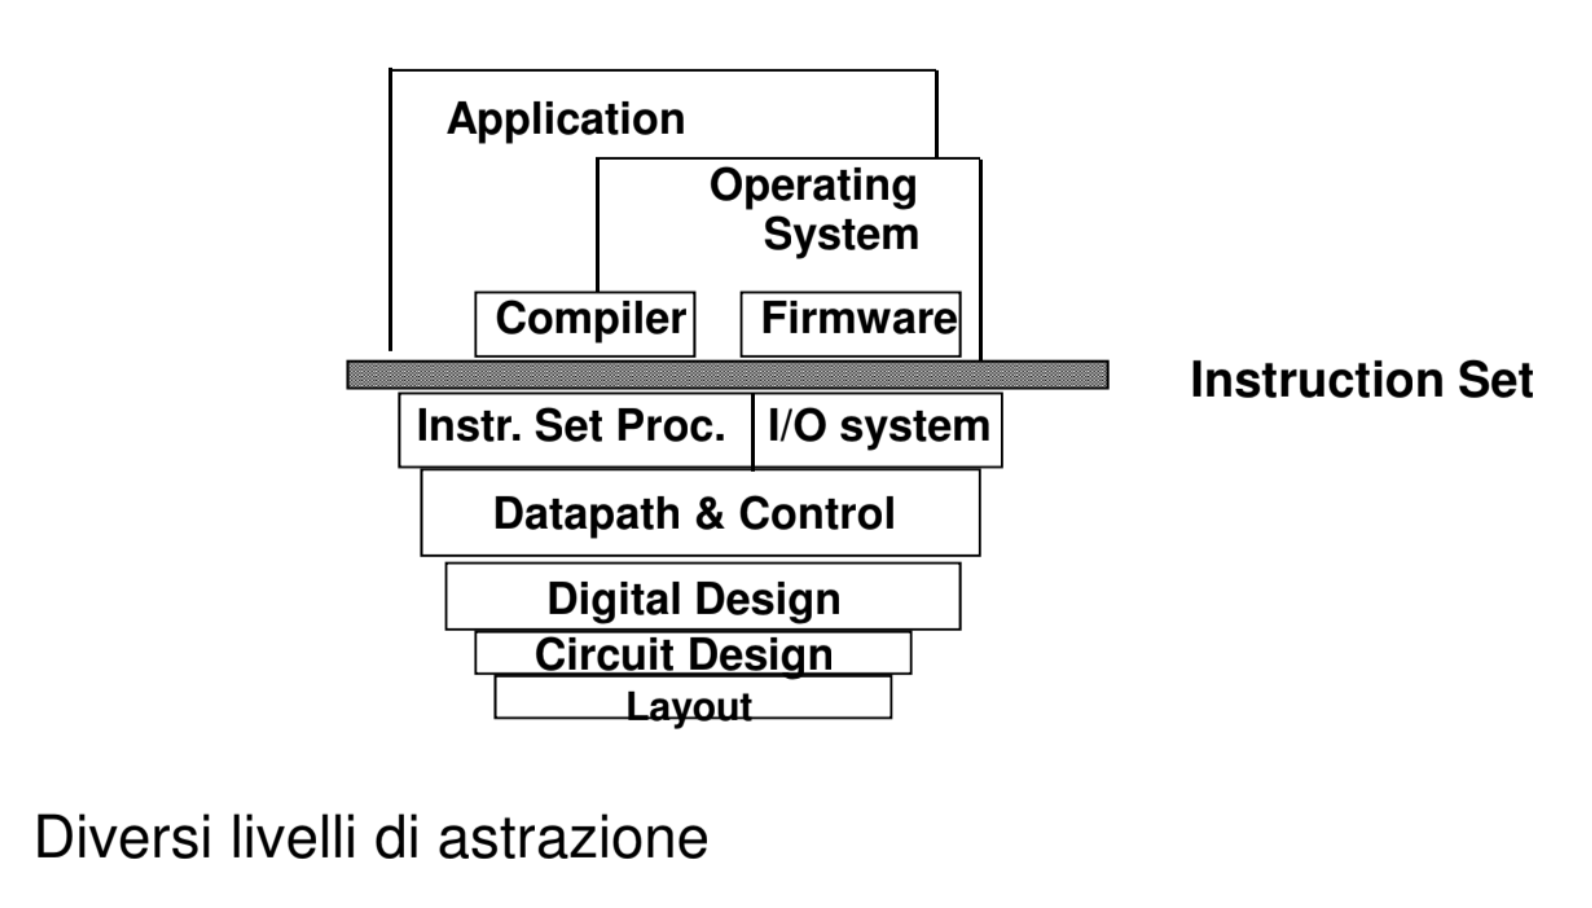 Application
Operating
System
Compiler
Firmware
Instruction Set
Instr. Set Proc.
I/O system
Datapath & Control
Digital Design
Circuit Design
Layout
Diversi livelli di astrazione